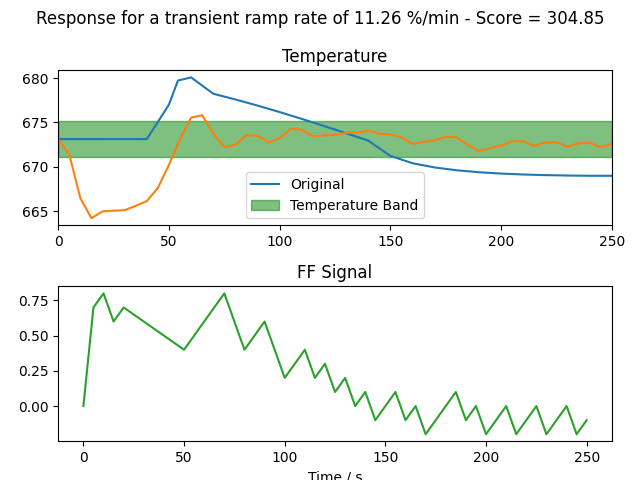 Response for a transient ramp rate of 11.26 %/min - Score = 304.85
Temperature
680
675
670
665
Original
Temperature Band
0 50 100 150 200 250
FF Signal
0.75
0.50
0.25
0.00
0 50 100 150 200 250
Time / s